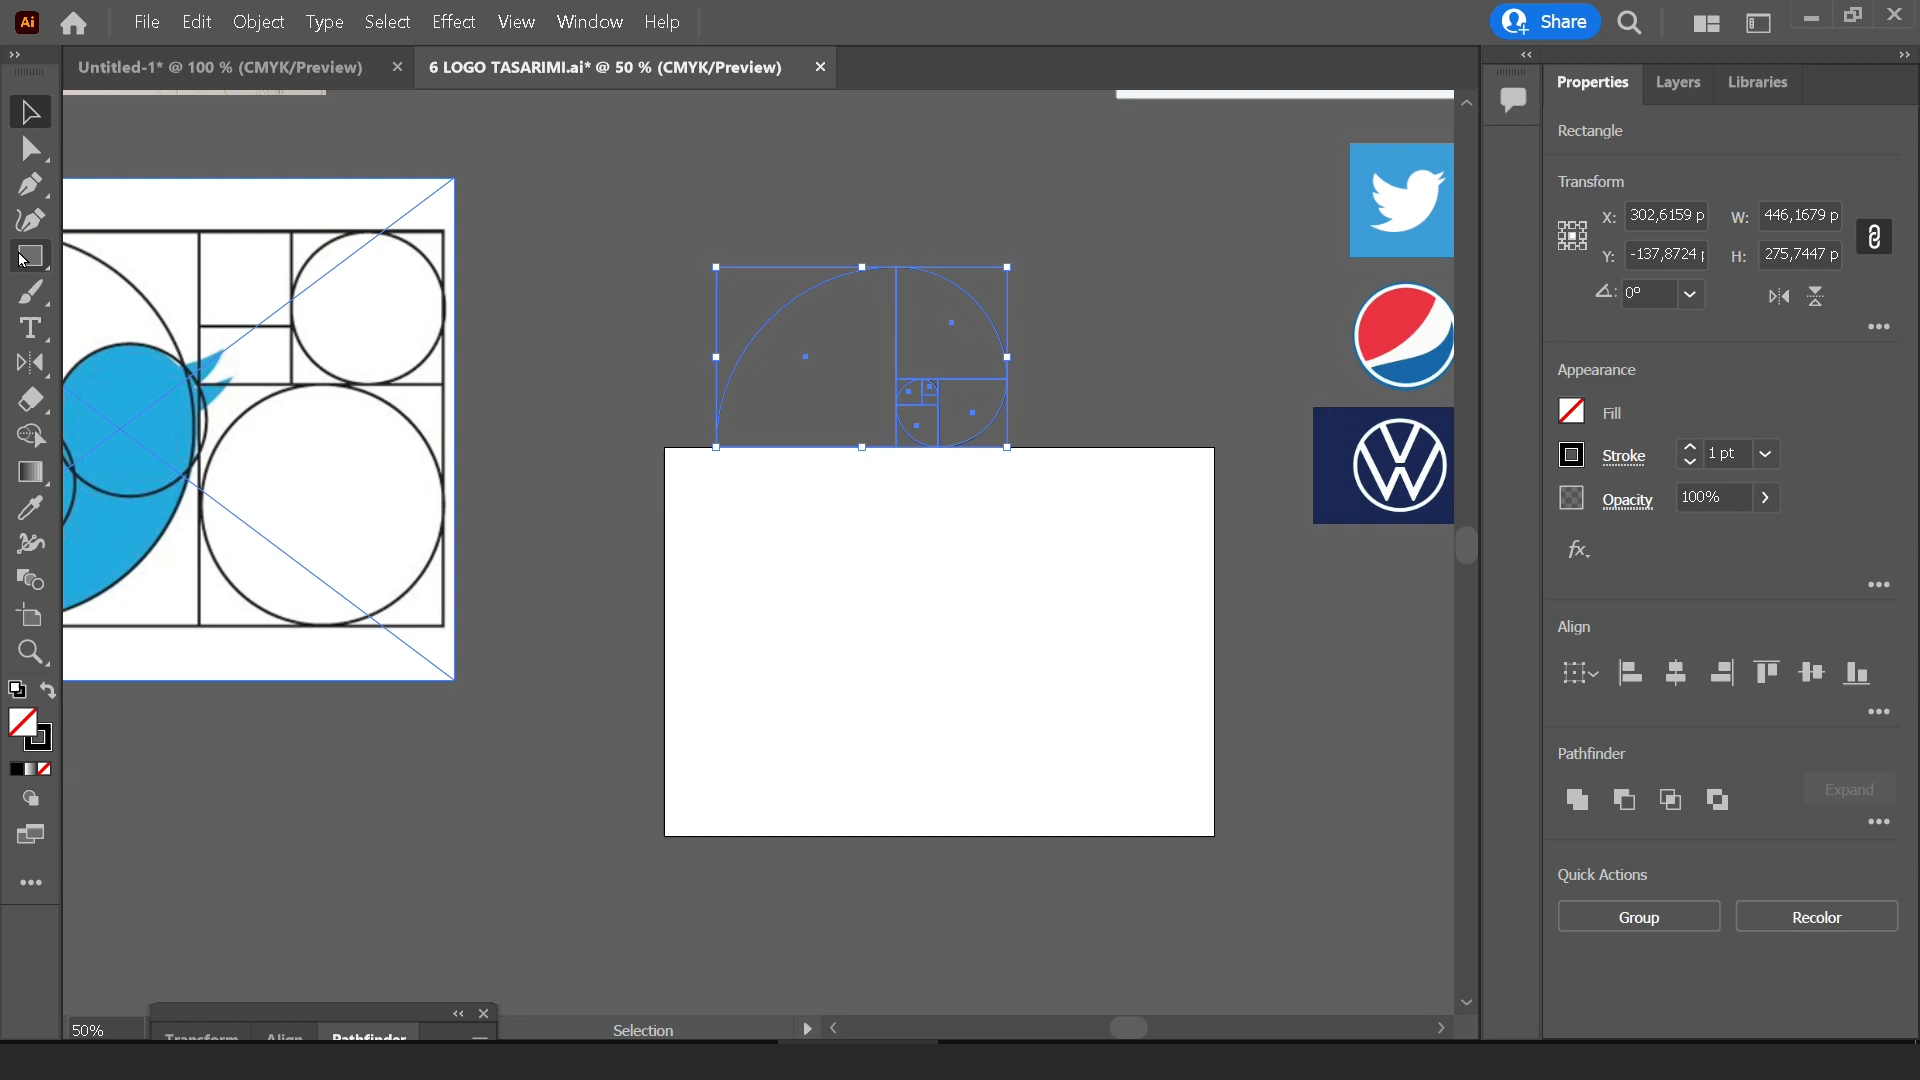 Ai File Edit Object Type Select Effect View Window Help Share
Untitled-1* @ 100 % (CMYK/Preview) 6 LOGO TASARIMI.ai* @ 50 % (CMYK/Preview)
Properties Layers Libraries
Rectangle
Transform
X: 302,6159 p W: 446,1679 p
Y: -137,8724 H: 275,7447 p
0°
Appearance
Fill
Stroke 1 pt
Opacity 100%
fx.
Align
Pathfinder
Expand
Quick Actions
Group Recolor
50% Transform Align Pathfinder Selection